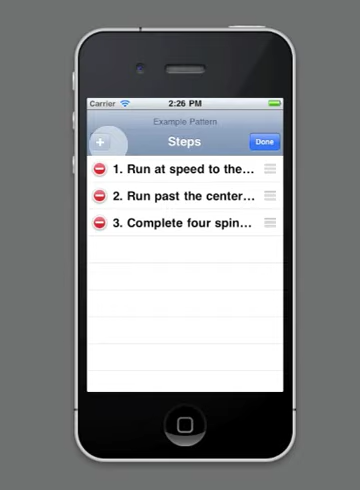 Carrier 2:26 PM
Example Pattern
+ Steps Done
1. Run at speed to the...
2. Run past the center...
3. Complete four spin...